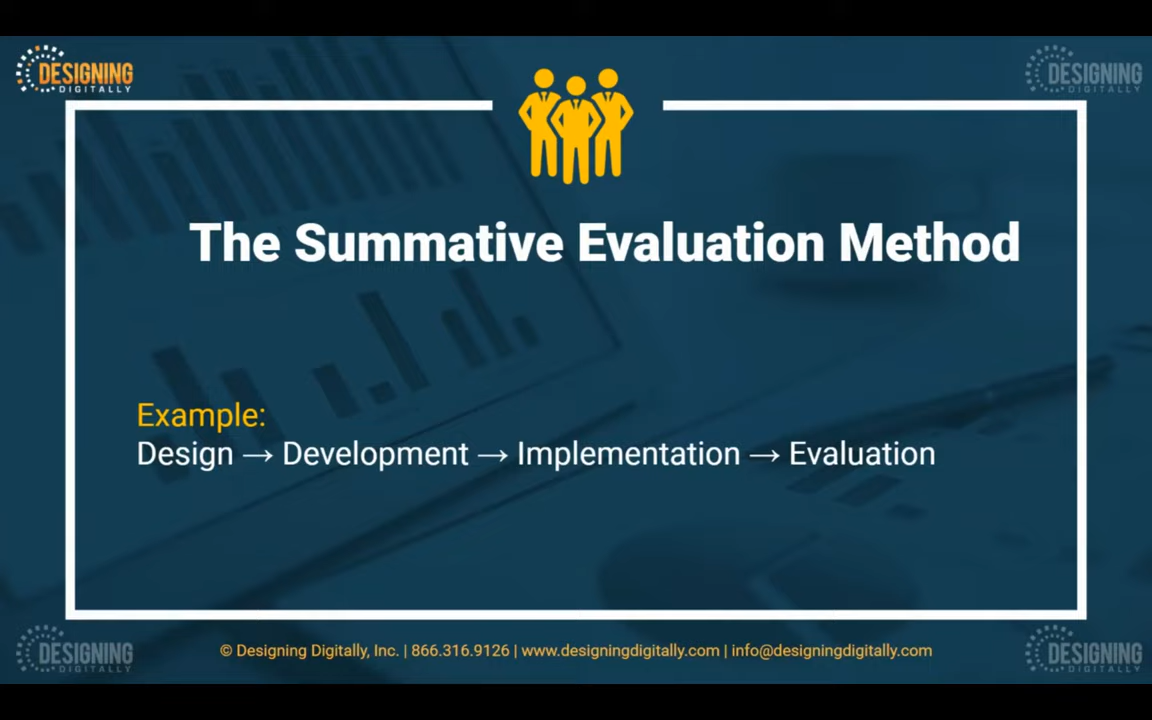 DESIGNING
DIGITALLY
DESIGNING
DIGITALLY
The Summative Evaluation Method
Example:
Design → Development → Implementation → Evaluation
DESIGNING
DIGITALLY
© Designing Digitally, Inc. | 866.316.9126 | www.designingdigitally.com | info@designingdigitally.com
DESIGNING
DIGITALLY